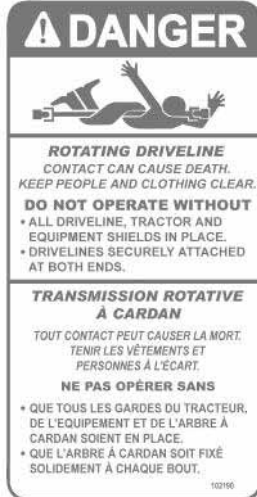 DANGER
ROTATING DRIVELINE
CONTACT CAN CAUSE DEATH.
KEEP PEOPLE AND CLOTHING CLEAR.
DO NOT OPERATE WITHOUT
• ALL DRIVELINE, TRACTOR AND
EQUIPMENT SHIELDS IN PLACE.
• DRIVELINES SECURELY ATTACHED
AT BOTH ENDS.
TRANSMISSION ROTATIVE
À CARDAN
TOUT CONTACT PEUT CAUSER LA MORT.
TENIR LES VÊTEMENTS ET
PERSONNES À L'ÉCART.
NE PAS OPÉRER SANS
• QUE TOUS LES GARDES DU TRACTEUR,
DE L'EQUIPEMENT ET DE L'ARBRE À
CARDAN SOIENT EN PLACE.
• QUE L'ARBRE À CARDAN SOIT FIXÉ
SOLIDEMENT À CHAQUE BOUT.
102190